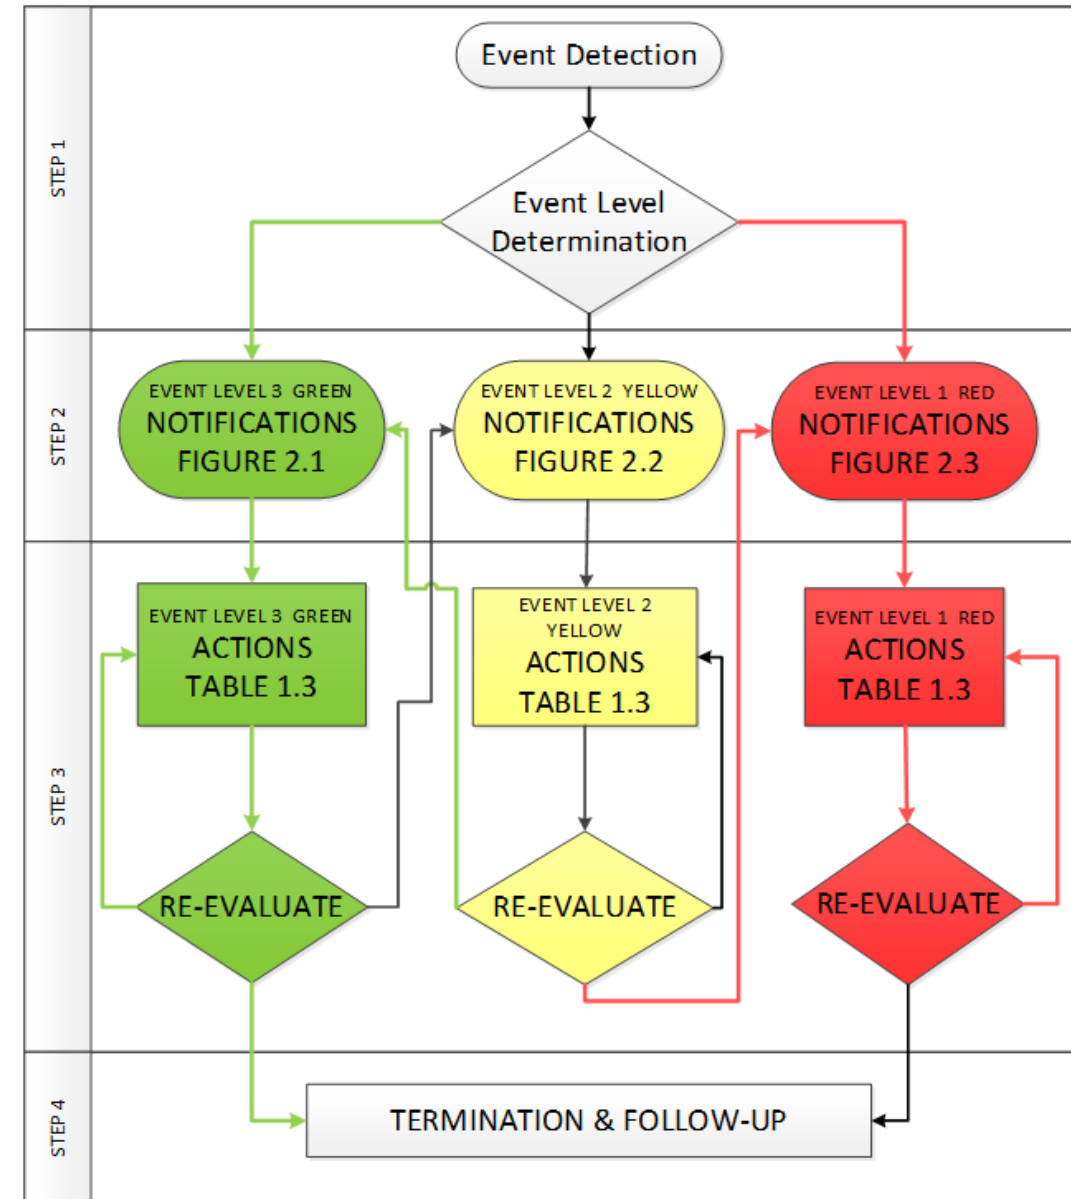 STEP 1
Event Detection
Event Level
Determination
STEP 2
EVENT LEVEL 3 GREEN
NOTIFICATIONS
FIGURE 2.1
EVENT LEVEL 2 YELLOW
NOTIFICATIONS
FIGURE 2.2
EVENT LEVEL 1 RED
NOTIFICATIONS
FIGURE 2.3
STEP 3
EVENT LEVEL 3 GREEN
ACTIONS
TABLE 1.3
EVENT LEVEL 2
YELLOW
ACTIONS
TABLE 1.3
EVENT LEVEL 1 RED
ACTIONS
TABLE 1.3
RE-EVALUATE
RE-EVALUATE
RE-EVALUATE
STEP 4
TERMINATION & FOLLOW-UP